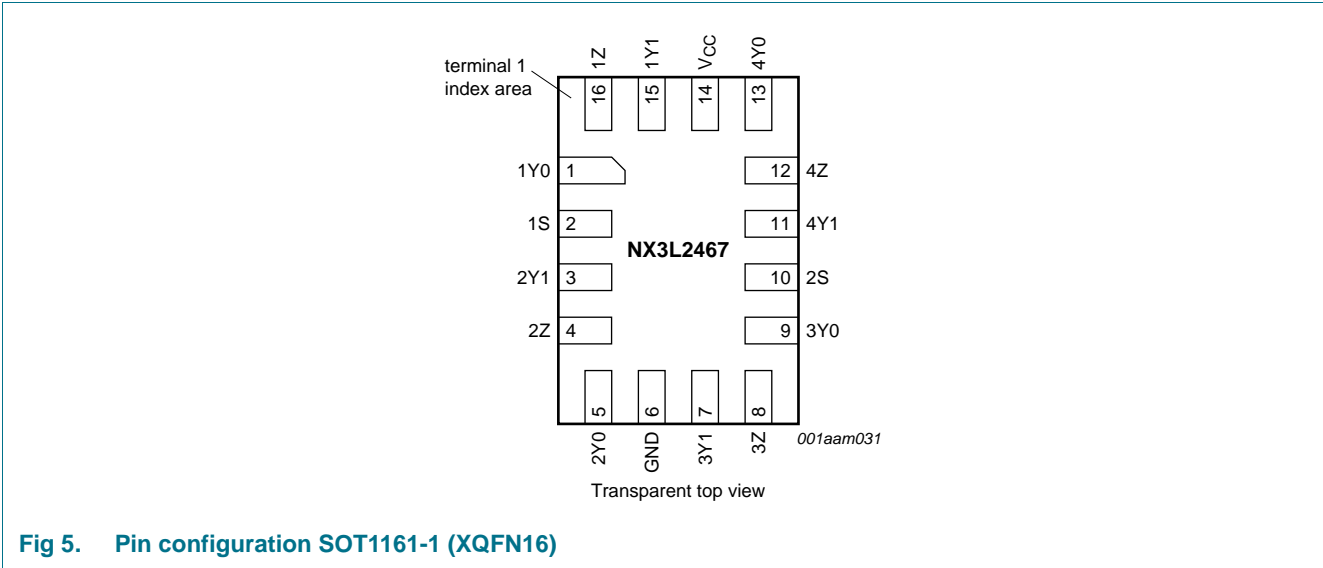 1Z 1Y1 VCC 4Y0
terminal 1
index area
16 15 14 13
1Y0 1 12 4Z
1S 2 11 4Y1
NX3L2467
2Y1 3 10 2S
2Z 4 9 3Y0
5 6 7 8
2Y0 GND 3Y1 3Z
001aam031
Transparent top view
Fig 5. Pin configuration SOT1161-1 (XQFN16)